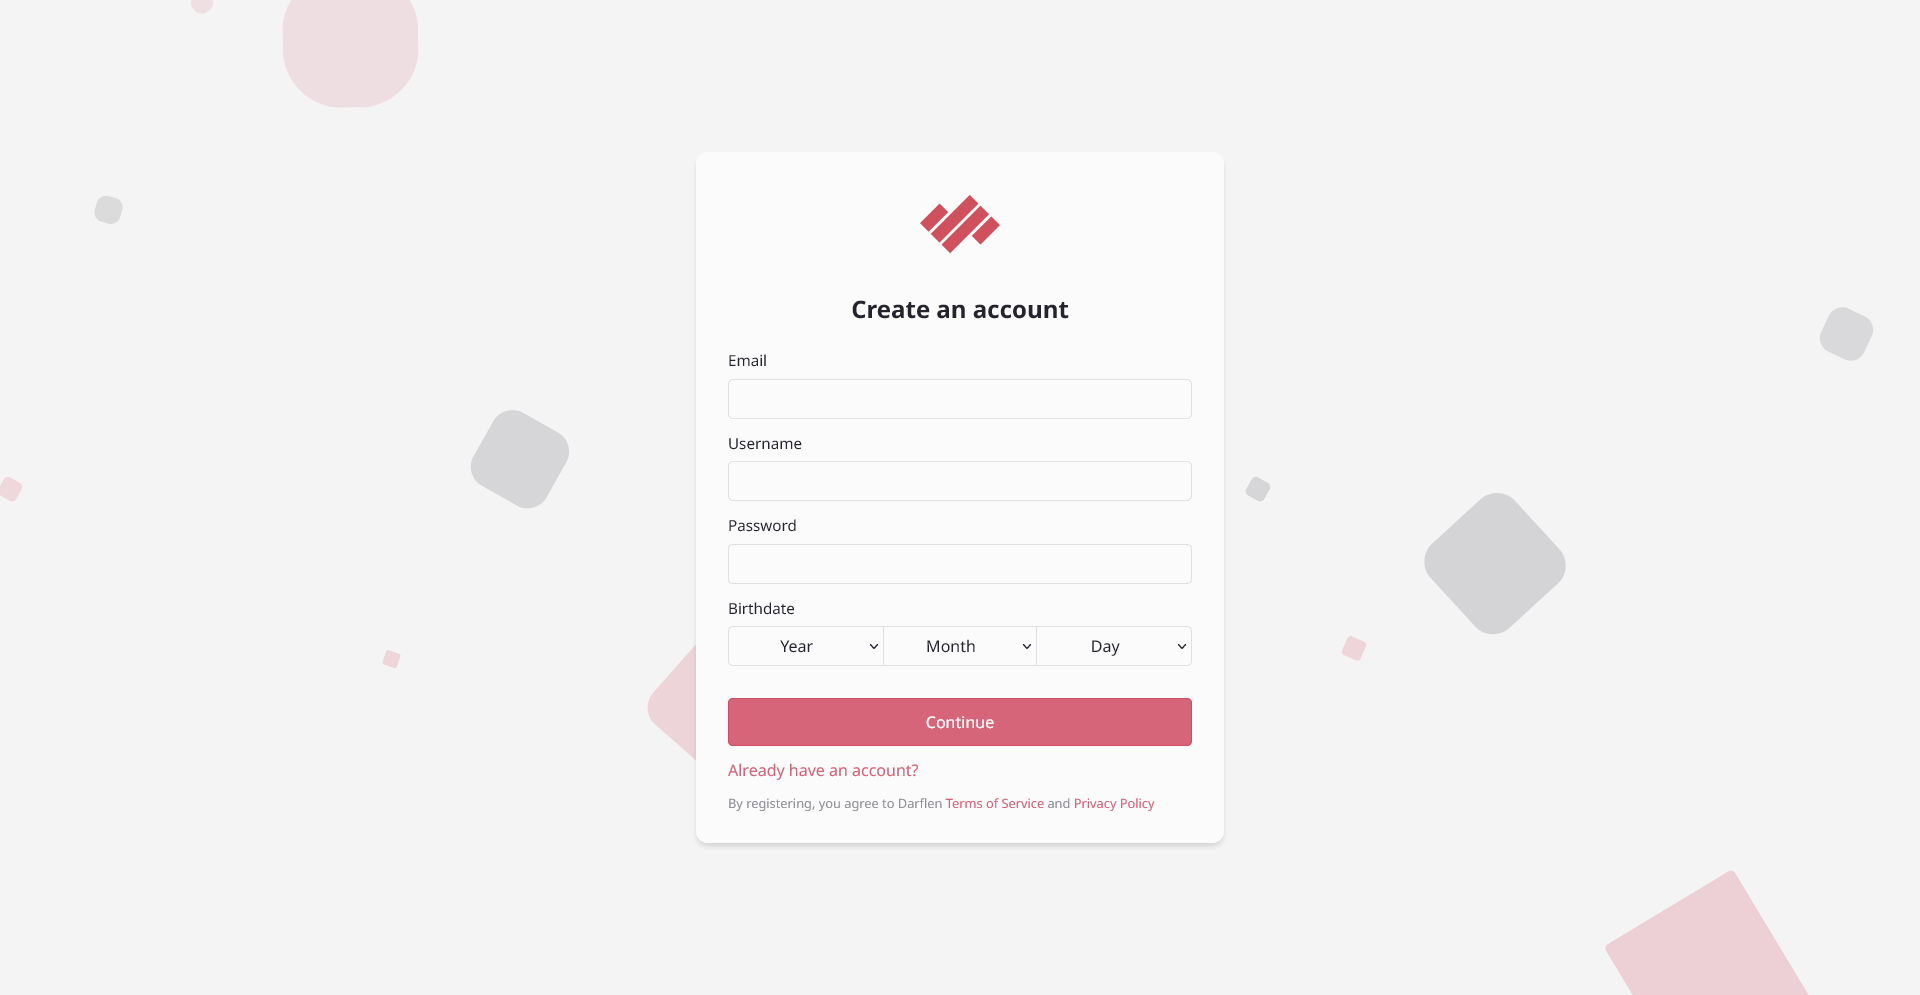 Create an account
Email
Username
Password
Birthdate
Year Month Day
Continue
Already have an account?
By registering, you agree to Darflen Terms of Service and Privacy Policy